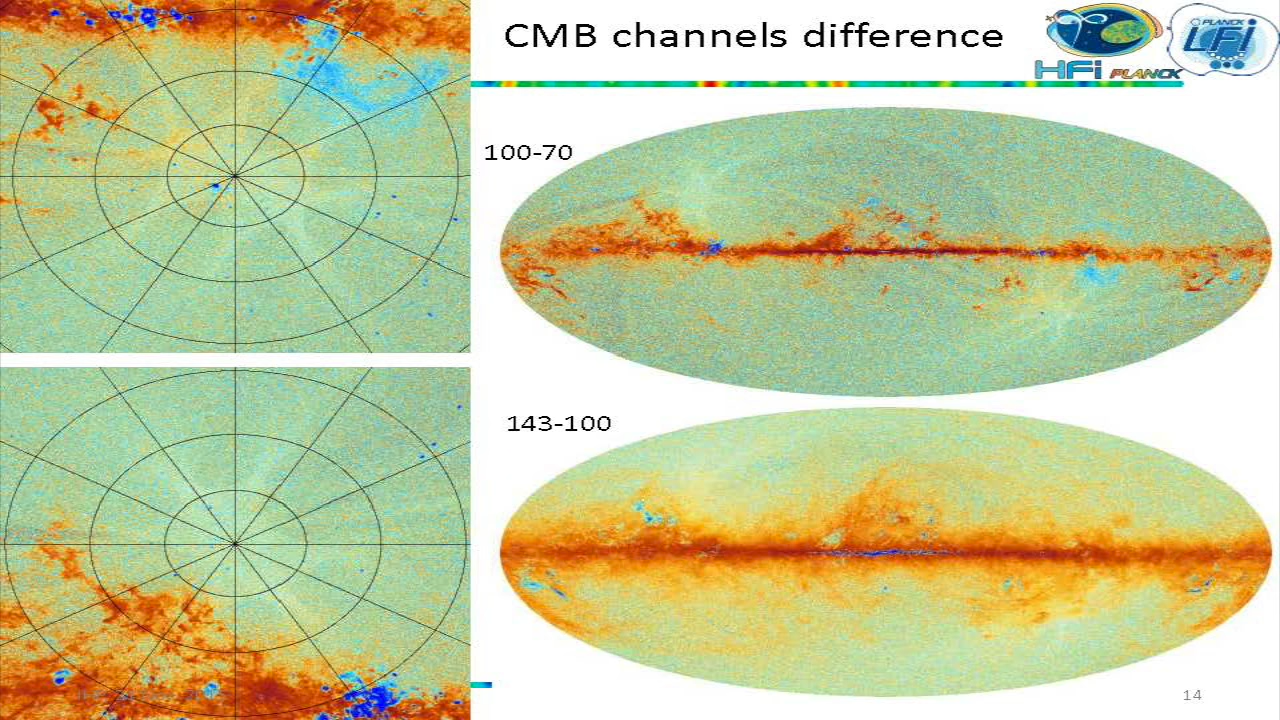 CMB channels difference
HFi PLANCK
PLANCK
LFI
100-70
143-100
14